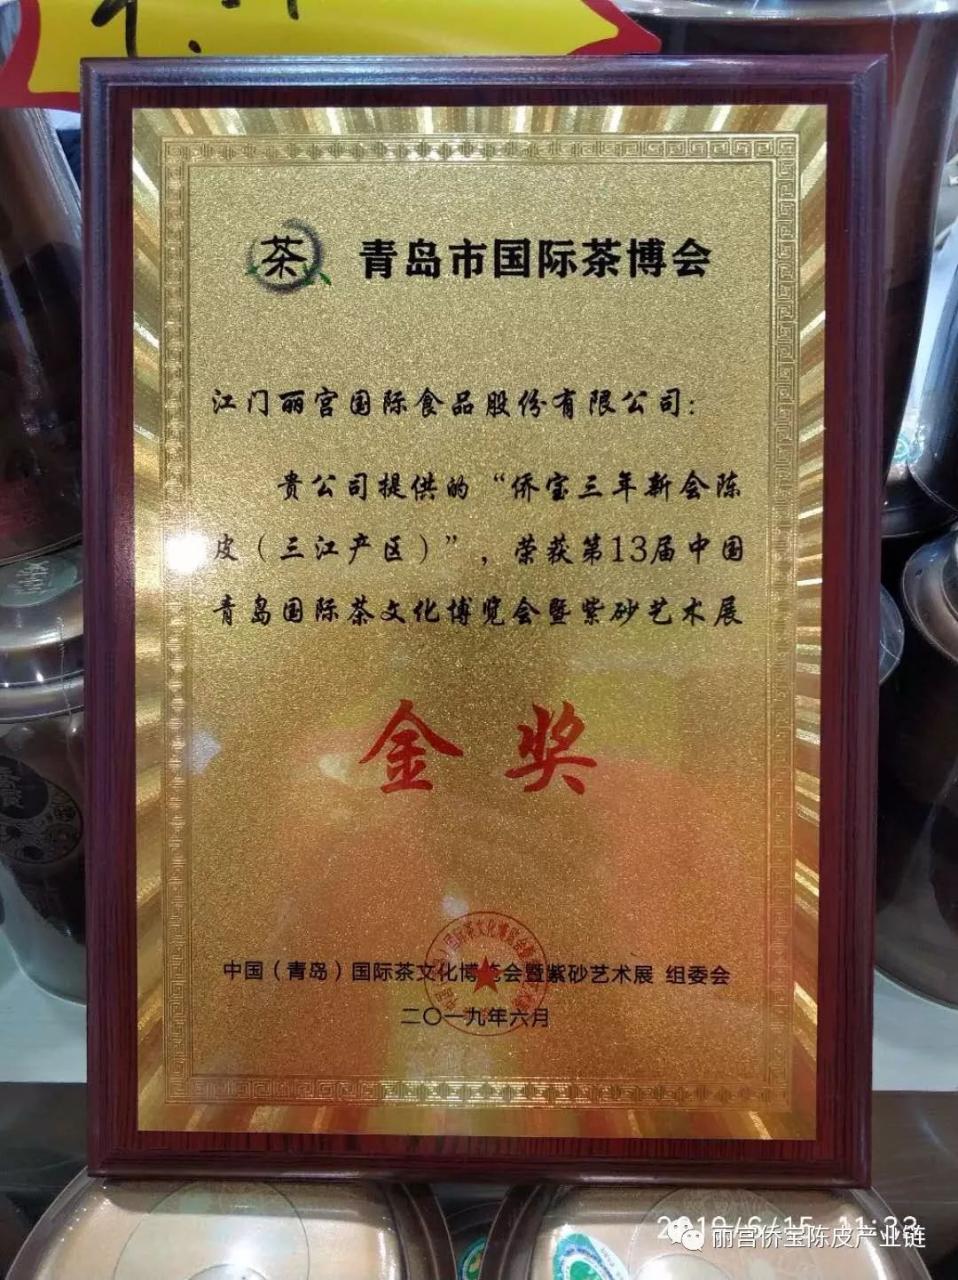 茶 青岛市国际茶博会
江门丽宫国际食品股份有限公司:
贵公司提供的“侨宝三年新会陈
皮(三江产区)”,荣获第13届中国
青岛国际茶文化博览会暨紫砂艺术展
金奖
中国(青岛)国际茶文化博览会暨紫砂艺术展 组委会
二〇一九年六月
2019/6/15 11:33
丽宫侨宝陈皮产业链